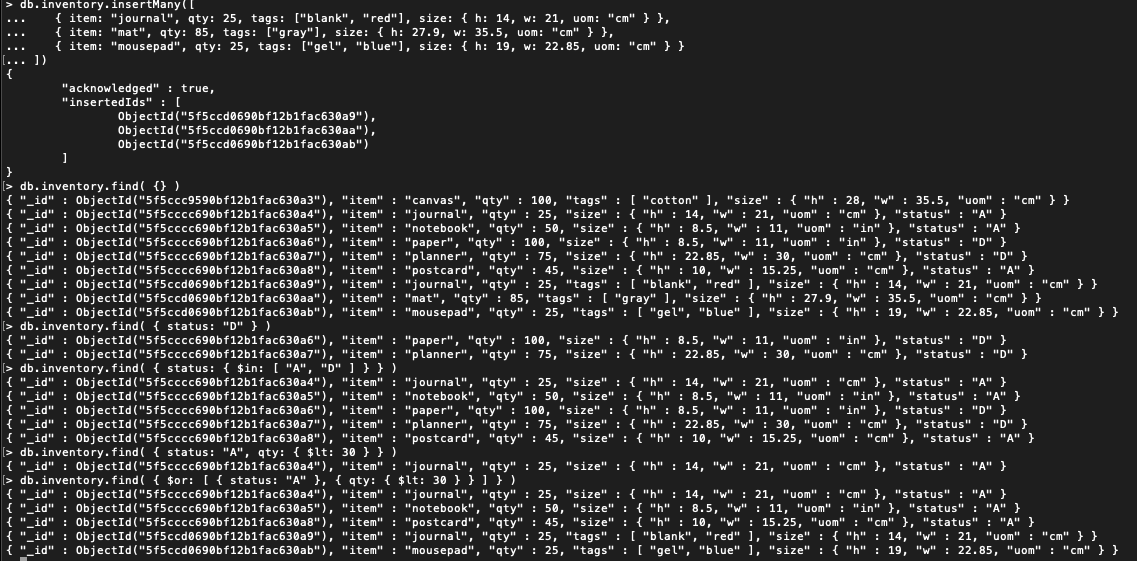 > db.inventory.insertMany([
...    { item: "journal", qty: 25, tags: ["blank", "red"], size: { h: 14, w: 21, uom: "cm" } },
...    { item: "mat", qty: 85, tags: ["gray"], size: { h: 27.9, w: 35.5, uom: "cm" } },
...    { item: "mousepad", qty: 25, tags: ["gel", "blue"], size: { h: 19, w: 22.85, uom: "cm" } }
[... ])
{
        "acknowledged" : true,
        "insertedIds" : [
                ObjectId("5f5ccd0690bf12b1fac630a9"),
                ObjectId("5f5ccd0690bf12b1fac630aa"),
                ObjectId("5f5ccd0690bf12b1fac630ab")
        ]
}
[> db.inventory.find( {} )
{ "_id" : ObjectId("5f5ccc9590bf12b1fac630a3"), "item" : "canvas", "qty" : 100, "tags" : [ "cotton" ], "size" : { "h" : 28, "w" : 35.5, "uom" : "cm" } }
{ "_id" : ObjectId("5f5cccc690bf12b1fac630a4"), "item" : "journal", "qty" : 25, "size" : { "h" : 14, "w" : 21, "uom" : "cm" }, "status" : "A" }
{ "_id" : ObjectId("5f5cccc690bf12b1fac630a5"), "item" : "notebook", "qty" : 50, "size" : { "h" : 8.5, "w" : 11, "uom" : "in" }, "status" : "A" }
{ "_id" : ObjectId("5f5cccc690bf12b1fac630a6"), "item" : "paper", "qty" : 100, "size" : { "h" : 8.5, "w" : 11, "uom" : "in" }, "status" : "D" }
{ "_id" : ObjectId("5f5cccc690bf12b1fac630a7"), "item" : "planner", "qty" : 75, "size" : { "h" : 22.85, "w" : 30, "uom" : "cm" }, "status" : "D" }
{ "_id" : ObjectId("5f5cccc690bf12b1fac630a8"), "item" : "postcard", "qty" : 45, "size" : { "h" : 10, "w" : 15.25, "uom" : "cm" }, "status" : "A" }
{ "_id" : ObjectId("5f5ccd0690bf12b1fac630a9"), "item" : "journal", "qty" : 25, "tags" : [ "blank", "red" ], "size" : { "h" : 14, "w" : 21, "uom" : "cm" } }
{ "_id" : ObjectId("5f5ccd0690bf12b1fac630aa"), "item" : "mat", "qty" : 85, "tags" : [ "gray" ], "size" : { "h" : 27.9, "w" : 35.5, "uom" : "cm" } }
{ "_id" : ObjectId("5f5ccd0690bf12b1fac630ab"), "item" : "mousepad", "qty" : 25, "tags" : [ "gel", "blue" ], "size" : { "h" : 19, "w" : 22.85, "uom" : "cm" } }
[> db.inventory.find( { status: "D" } )
{ "_id" : ObjectId("5f5cccc690bf12b1fac630a6"), "item" : "paper", "qty" : 100, "size" : { "h" : 8.5, "w" : 11, "uom" : "in" }, "status" : "D" }
{ "_id" : ObjectId("5f5cccc690bf12b1fac630a7"), "item" : "planner", "qty" : 75, "size" : { "h" : 22.85, "w" : 30, "uom" : "cm" }, "status" : "D" }
[> db.inventory.find( { status: { $in: [ "A", "D" ] } } )
{ "_id" : ObjectId("5f5cccc690bf12b1fac630a4"), "item" : "journal", "qty" : 25, "size" : { "h" : 14, "w" : 21, "uom" : "cm" }, "status" : "A" }
{ "_id" : ObjectId("5f5cccc690bf12b1fac630a5"), "item" : "notebook", "qty" : 50, "size" : { "h" : 8.5, "w" : 11, "uom" : "in" }, "status" : "A" }
{ "_id" : ObjectId("5f5cccc690bf12b1fac630a6"), "item" : "paper", "qty" : 100, "size" : { "h" : 8.5, "w" : 11, "uom" : "in" }, "status" : "D" }
{ "_id" : ObjectId("5f5cccc690bf12b1fac630a7"), "item" : "planner", "qty" : 75, "size" : { "h" : 22.85, "w" : 30, "uom" : "cm" }, "status" : "D" }
{ "_id" : ObjectId("5f5cccc690bf12b1fac630a8"), "item" : "postcard", "qty" : 45, "size" : { "h" : 10, "w" : 15.25, "uom" : "cm" }, "status" : "A" }
[> db.inventory.find( { status: "A", qty: { $lt: 30 } } )
{ "_id" : ObjectId("5f5cccc690bf12b1fac630a4"), "item" : "journal", "qty" : 25, "size" : { "h" : 14, "w" : 21, "uom" : "cm" }, "status" : "A" }
[> db.inventory.find( { $or: [ { status: "A" }, { qty: { $lt: 30 } } ] } )
{ "_id" : ObjectId("5f5cccc690bf12b1fac630a4"), "item" : "journal", "qty" : 25, "size" : { "h" : 14, "w" : 21, "uom" : "cm" }, "status" : "A" }
{ "_id" : ObjectId("5f5cccc690bf12b1fac630a5"), "item" : "notebook", "qty" : 50, "size" : { "h" : 8.5, "w" : 11, "uom" : "in" }, "status" : "A" }
{ "_id" : ObjectId("5f5cccc690bf12b1fac630a8"), "item" : "postcard", "qty" : 45, "size" : { "h" : 10, "w" : 15.25, "uom" : "cm" }, "status" : "A" }
{ "_id" : ObjectId("5f5ccd0690bf12b1fac630a9"), "item" : "journal", "qty" : 25, "tags" : [ "blank", "red" ], "size" : { "h" : 14, "w" : 21, "uom" : "cm" } }
{ "_id" : ObjectId("5f5ccd0690bf12b1fac630ab"), "item" : "mousepad", "qty" : 25, "tags" : [ "gel", "blue" ], "size" : { "h" : 19, "w" : 22.85, "uom" : "cm" } }